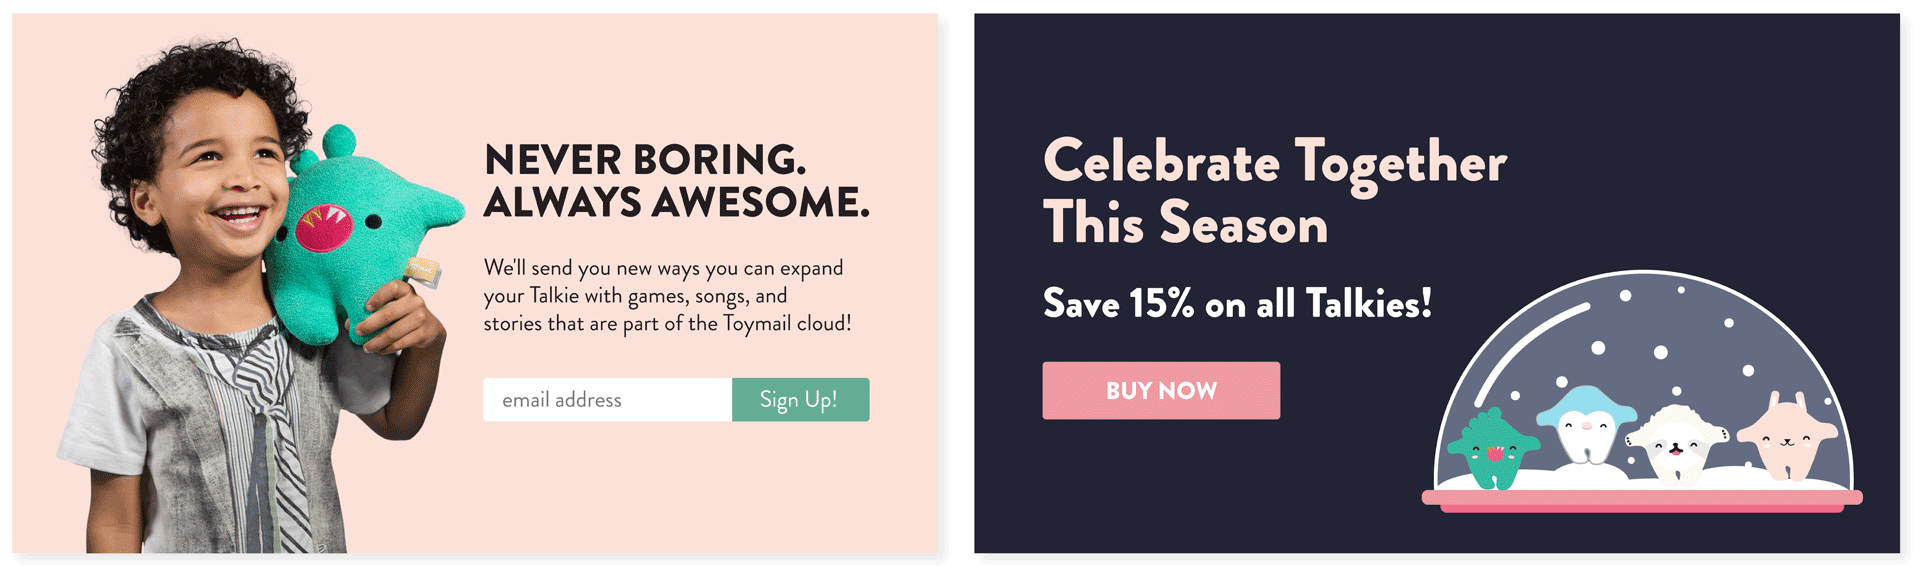 NEVER BORING.
ALWAYS AWESOME.
We'll send you new ways you can expand
your Talkie with games, songs, and
stories that are part of the Toymail cloud!
email address
Sign Up!
Celebrate Together
This Season
Save 15% on all Talkies!
BUY NOW